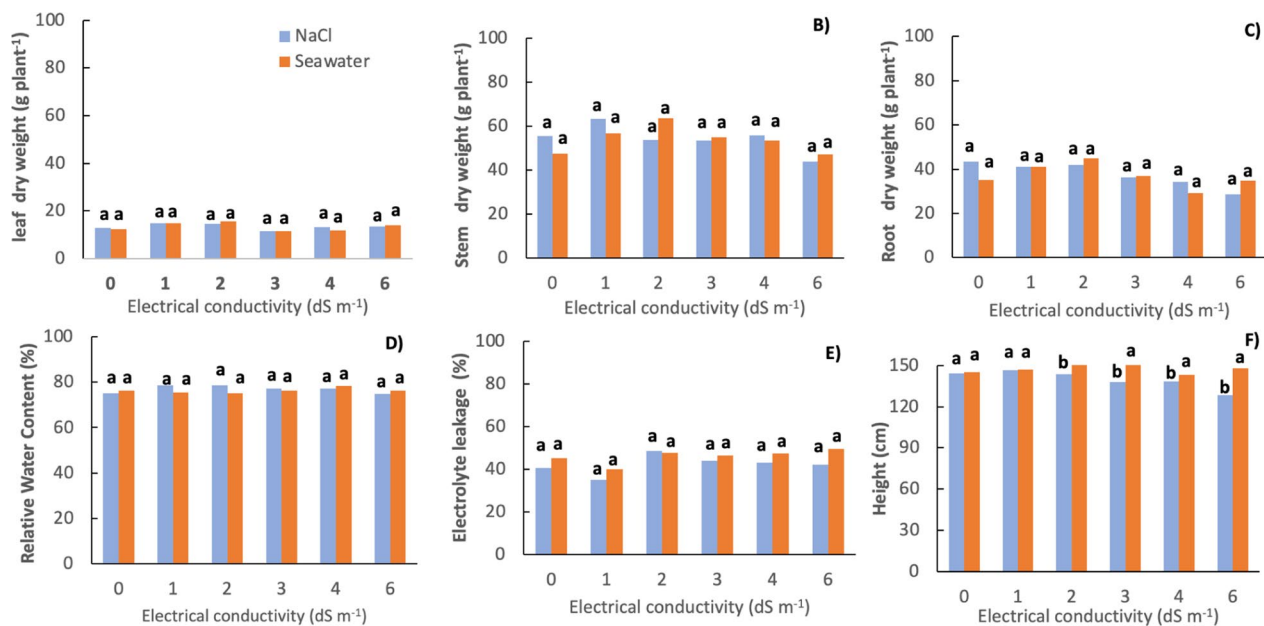 leaf dry weight (g plant⁻¹)
100
80
60
40
20
0
NaCl
Seawater
a a a a a a a a a a a a
0 1 2 3 4 6
Electrical conductivity (dS m⁻¹)
B)
Stem dry weight (g plant⁻¹)
100
80
60
40
20
0
a a a a a a a a a a a a
0 1 2 3 4 6
Electrical conductivity (dS m⁻¹)
C)
Root dry weight (g plant⁻¹)
100
80
60
40
20
0
a a a a a a a a a a a a
0 1 2 3 4 6
Electrical conductivity (dS m⁻¹)
D)
Relative Water Content (%)
100
80
60
40
20
0
a a a a a a a a a a a a
0 1 2 3 4 6
Electrical conductivity (dS m⁻¹)
E)
Electrolyte leakage (%)
100
80
60
40
20
0
a a a a a a a a a a a a
0 1 2 3 4 6
Electrical conductivity (dS m⁻¹)
F)
Height (cm)
150
120
90
60
30
0
a a a a b b a b a b a
0 1 2 3 4 6
Electrical conductivity (dS m⁻¹)